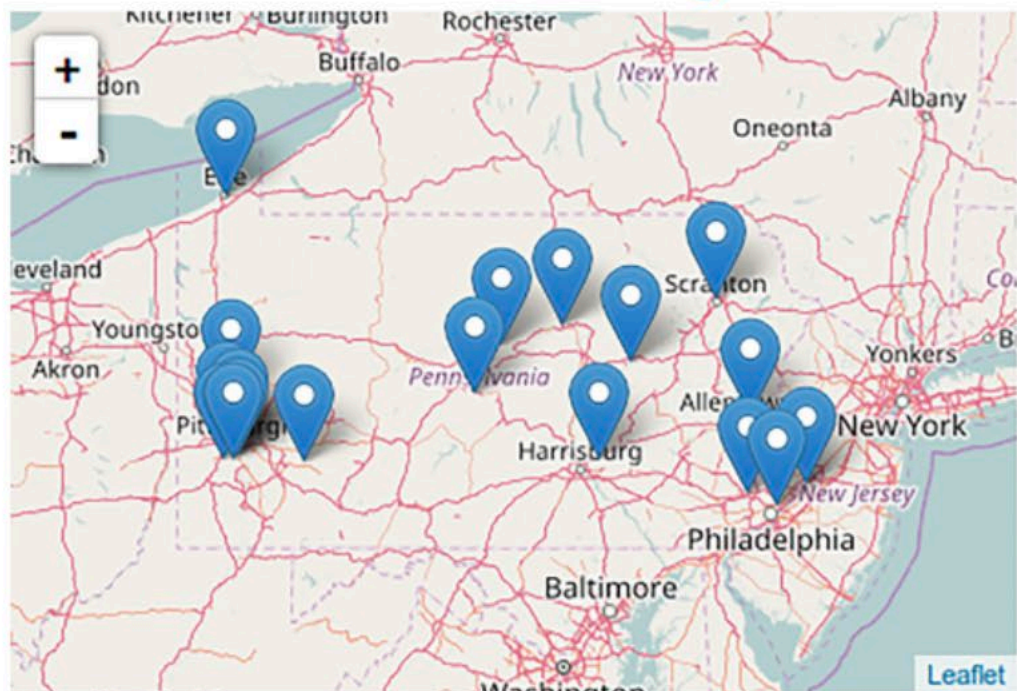 Kitchener
Burlington
Rochester
Buffalo
New York
+
-
Albany
Oneonta
Scranton
Akron
Yonkers
Pennsylvania
New York
Harrisburg
New Jersey
Philadelphia
Baltimore
Washington
Leaflet